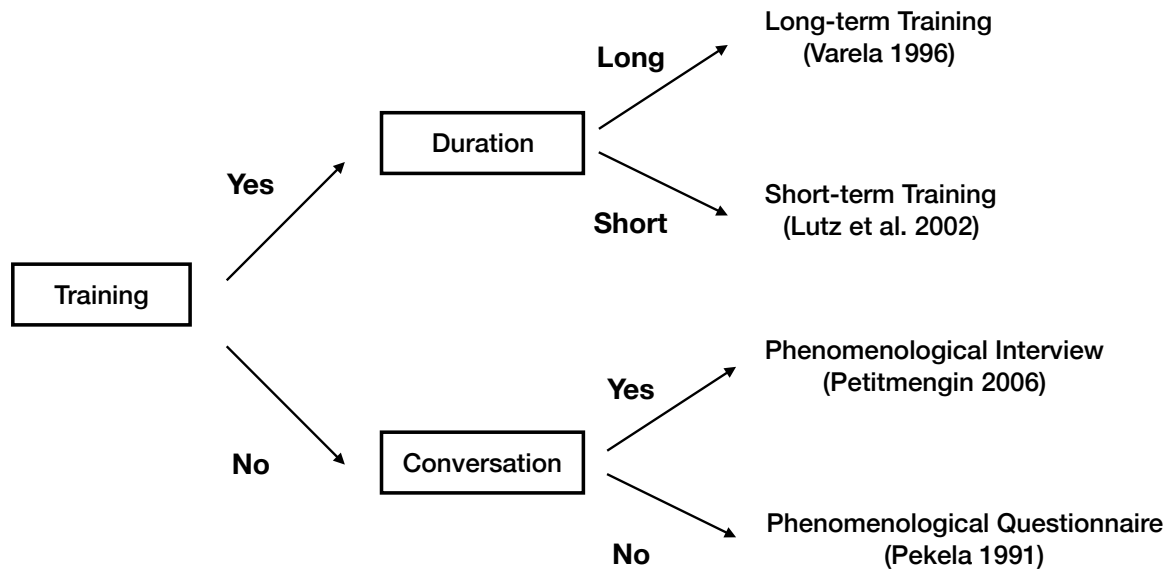 Long-term Training
(Varela 1996)
Long
Duration
Yes
Short-term Training
(Lutz et al. 2002)
Short
Training
Phenomenological Interview
(Petitmengin 2006)
Yes
No
Conversation
Phenomenological Questionnaire
(Pekela 1991)
No